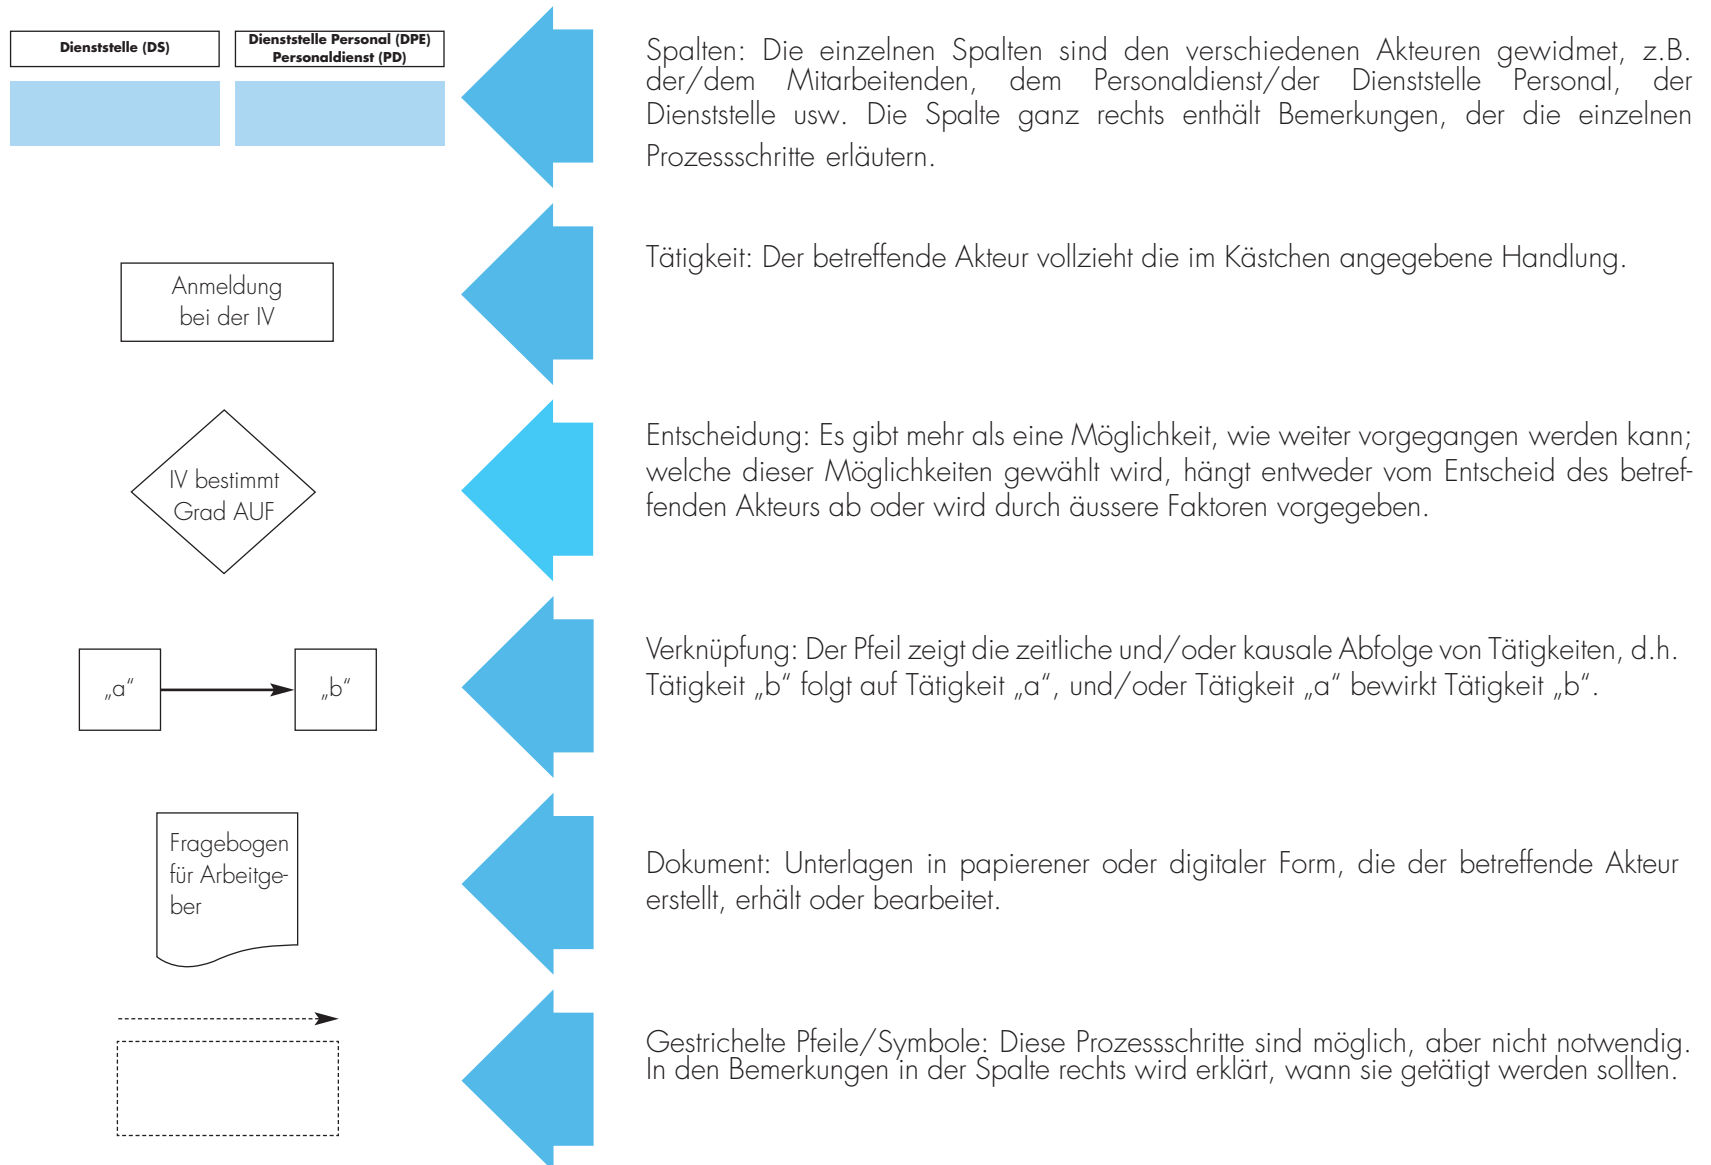 Dienststelle (DS)
Dienststelle Personal (DPE)
Personaldienst (PD)
Spalten: Die einzelnen Spalten sind den verschiedenen Akteuren gewidmet, z.B.
der/dem Mitarbeitenden, dem Personaldienst/der Dienststelle Personal, der
Dienststelle usw. Die Spalte ganz rechts enthält Bemerkungen, der die einzelnen
Prozessschritte erläutern.
Anmeldung
bei der IV
Tätigkeit: Der betreffende Akteur vollzieht die im Kästchen angegebene Handlung.
IV bestimmt
Grad AUF
Entscheidung: Es gibt mehr als eine Möglichkeit, wie weiter vorgegangen werden kann;
welche dieser Möglichkeiten gewählt wird, hängt entweder vom Entscheid des betref-
fenden Akteurs ab oder wird durch äussere Faktoren vorgegeben.
„a“
„b“
Verknüpfung: Der Pfeil zeigt die zeitliche und/oder kausale Abfolge von Tätigkeiten, d.h.
Tätigkeit „b“ folgt auf Tätigkeit „a“, und/oder Tätigkeit „a“ bewirkt Tätigkeit „b“.
Fragebogen
für Arbeitge-
ber
Dokument: Unterlagen in papierener oder digitaler Form, die der betreffende Akteur
erstellt, erhält oder bearbeitet.
Gestrichelte Pfeile/Symbole: Diese Prozessschritte sind möglich, aber nicht notwendig.
In den Bemerkungen in der Spalte rechts wird erklärt, wann sie getätigt werden sollten.